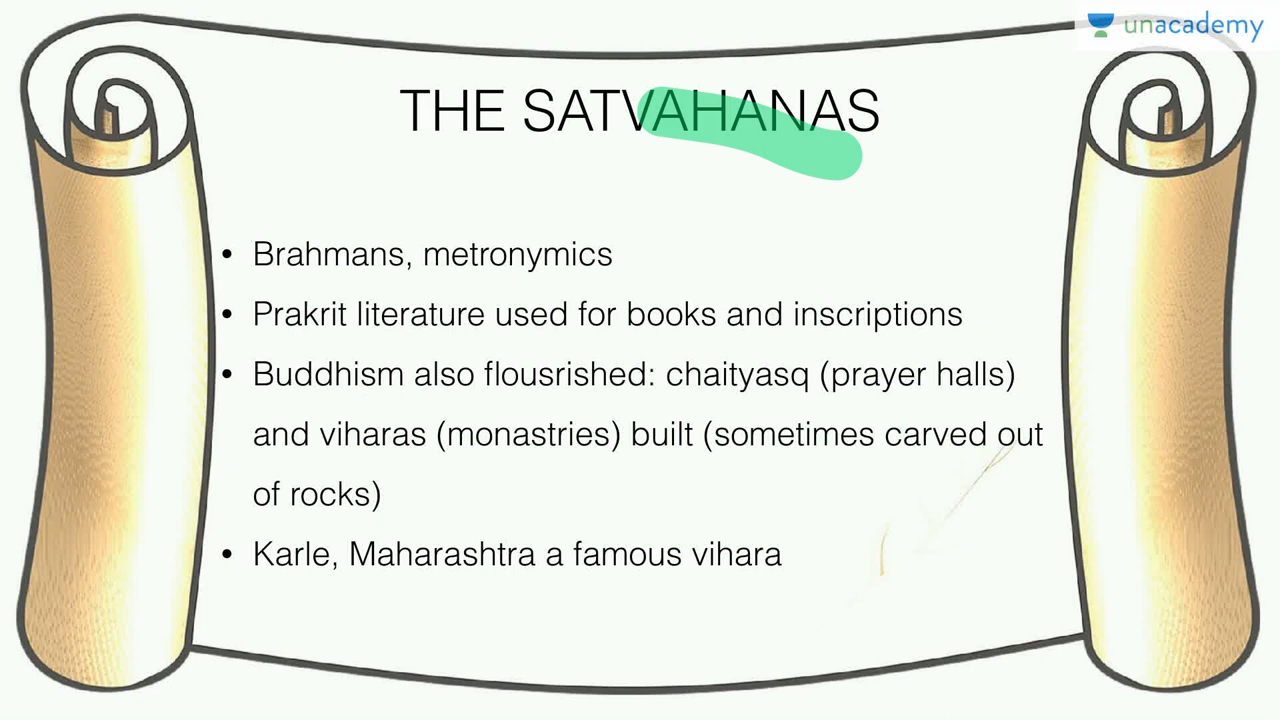 unacademy
THE SATVAHANAS
• Brahmans, metronymics
• Prakrit literature used for books and inscriptions
• Buddhism also flousrished: chaityasq (prayer halls)
and viharas (monastries) built (sometimes carved out
of rocks)
• Karle, Maharashtra a famous vihara